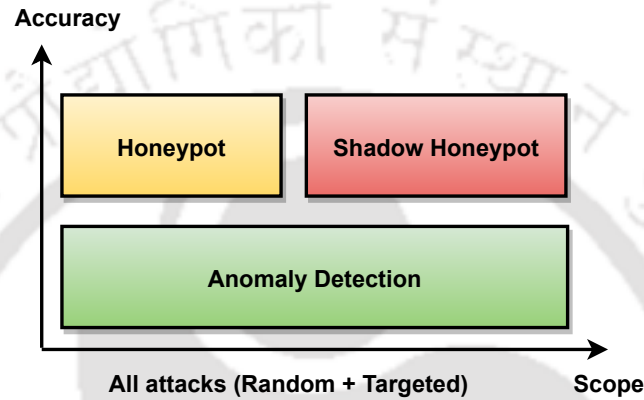 Accuracy
Honeypot
Shadow Honeypot
Anomaly Detection
All attacks (Random + Targeted)
Scope